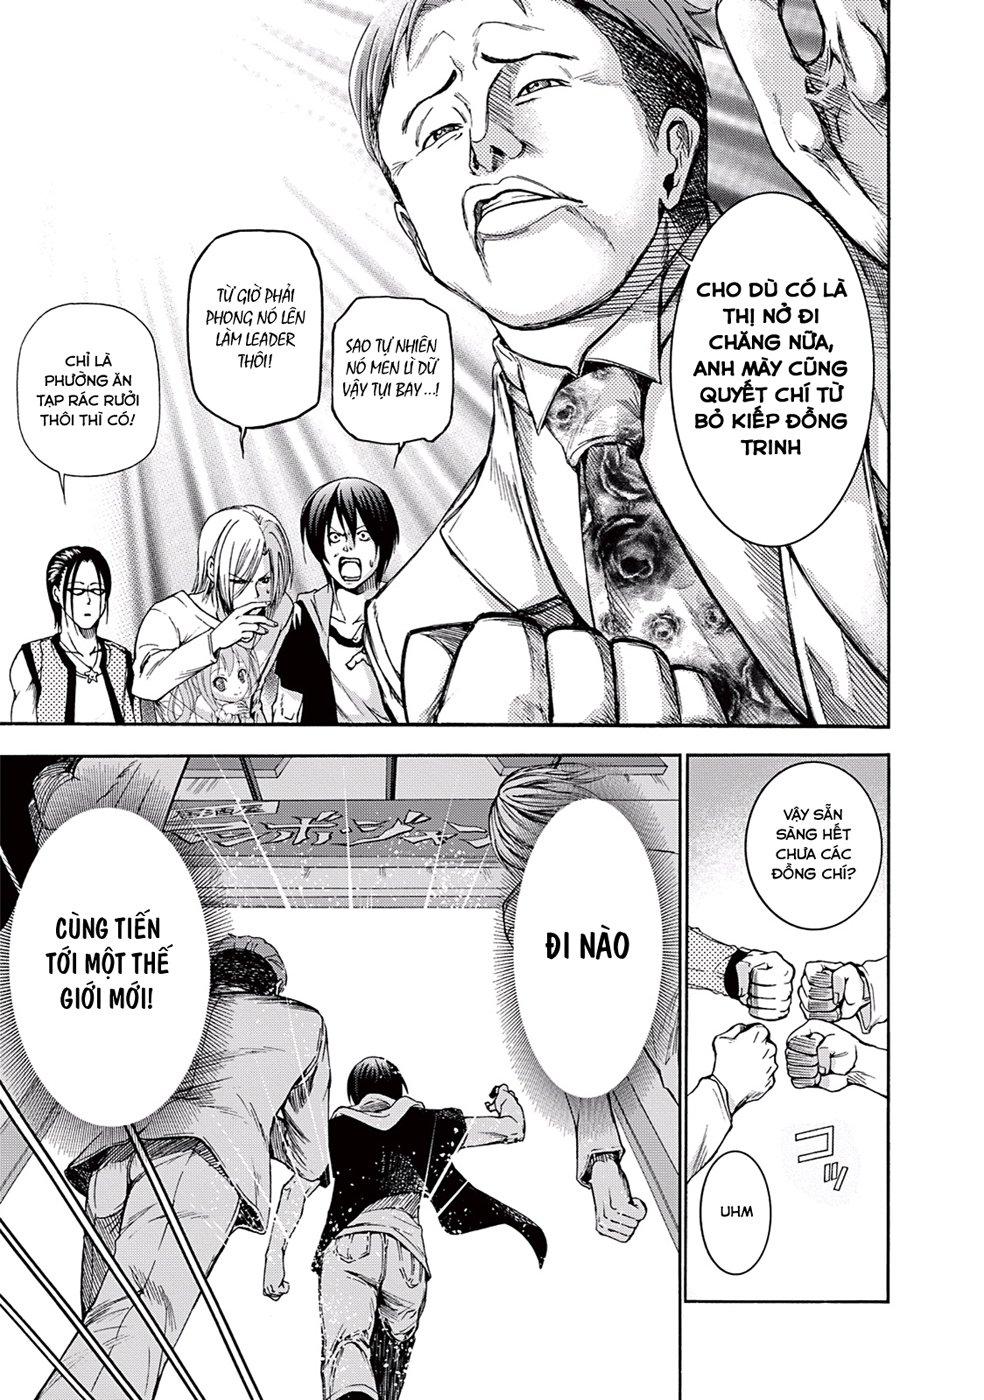 CHO DÙ CÓ LÀ
THỊ NỞ ĐI
CHĂNG NỮA,
ANH MÀY CŨNG
QUYẾT CHÍ TỪ
BỎ KIẾP ĐỒNG
TRINH
SAO TỰ NHIÊN
NÓ MEN LÌ DỮ
VẬY TỤI BAY...!
TỪ GIỜ PHẢI
PHONG NÓ LÊN
LÀM LEADER
THÔI!
CHỈ LÀ
PHƯỜNG ĂN
TẠP RÁC RƯỞI
THÔI THÌ CÓ!
VẬY SẴN
SÀNG HẾT
CHƯA CÁC
ĐỒNG CHÍ?
コッ
UHM
ĐI NÀO
CÙNG TIẾN
TỚI MỘT THẾ
GIỚI MỚI!